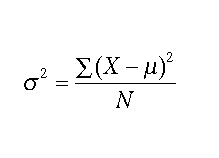 σ² = ∑(X − μ)² / N